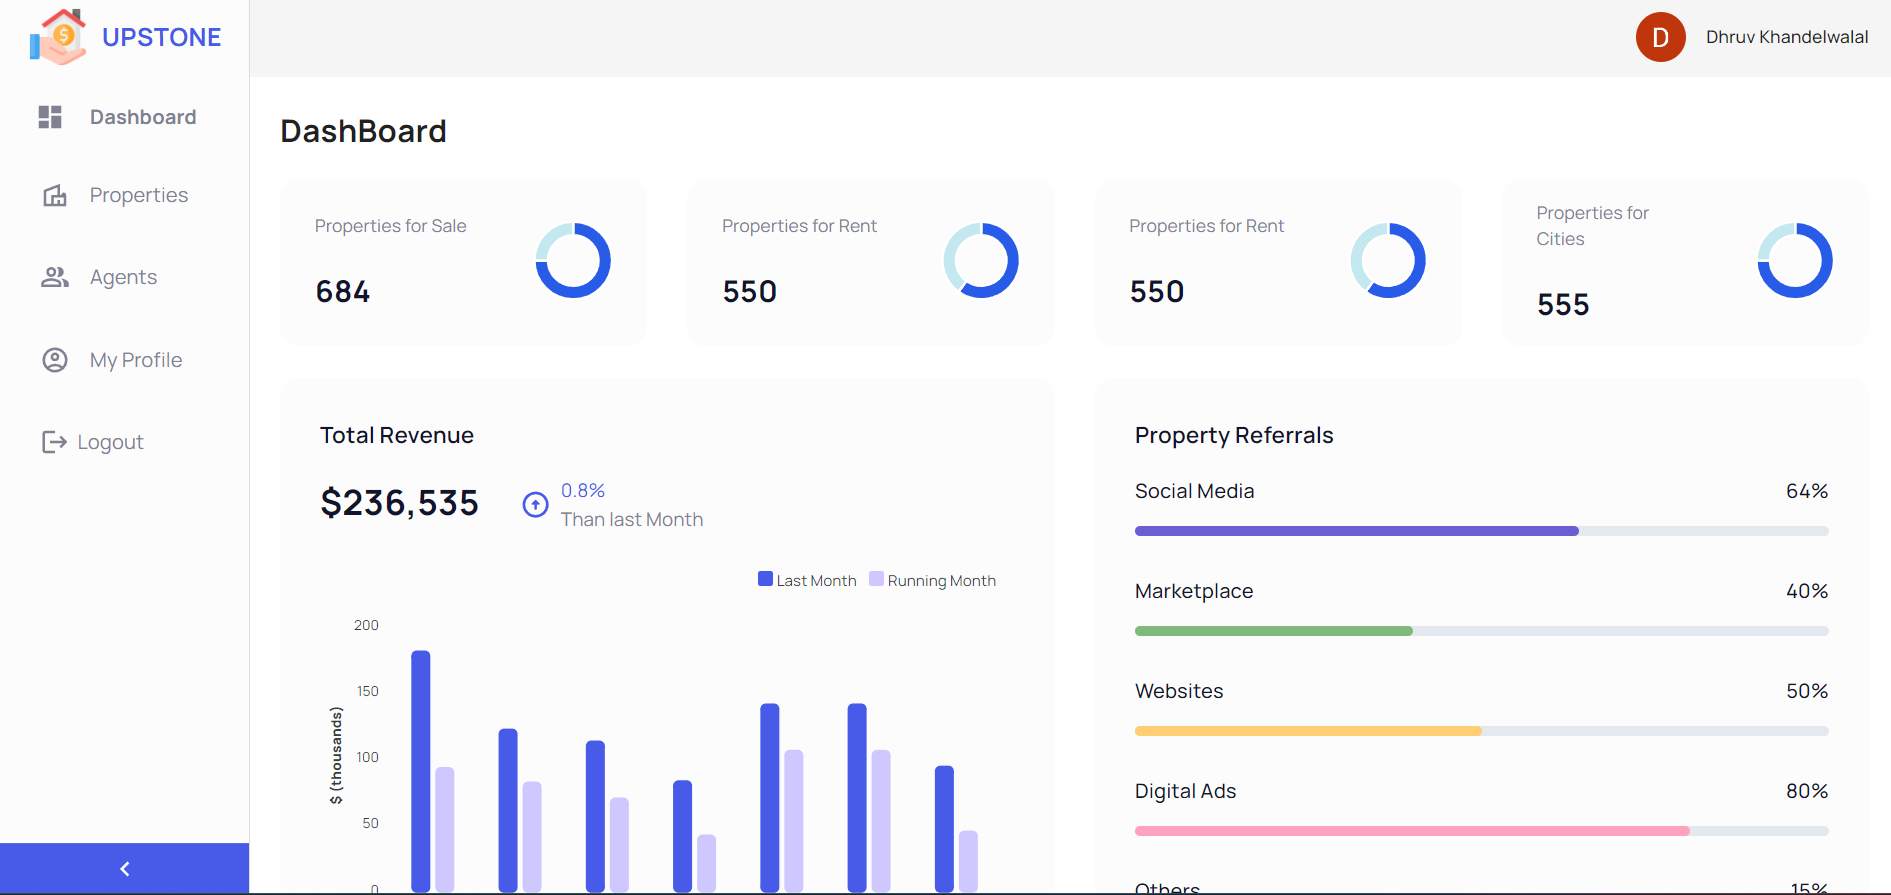 UPSTONE
D
Dhruv Khandelwalal
Dashboard
Properties
Agents
My Profile
Logout
DashBoard
Properties for Sale
684
Properties for Rent
550
Properties for Rent
550
Properties for
Cities
555
Total Revenue
$236,535
0.8%
Than last Month
Last Month
Running Month
200
150
100
50
0
$ (thousands)
Property Referrals
Social Media
64%
Marketplace
40%
Websites
50%
Digital Ads
80%
Others
15%